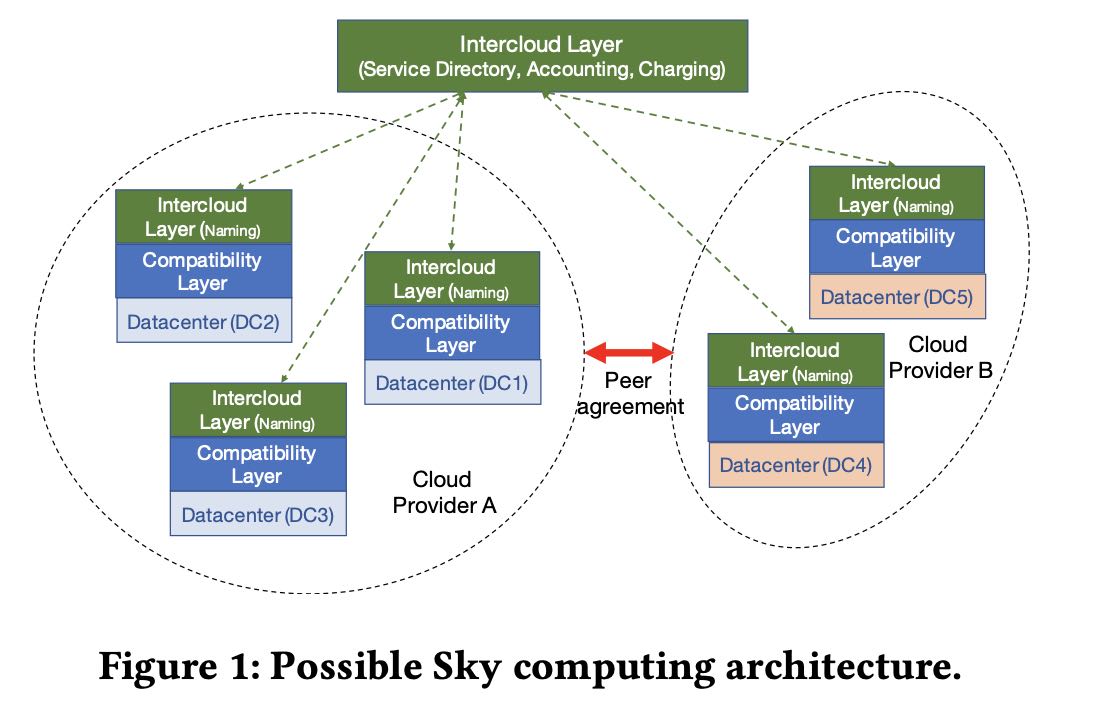 Intercloud Layer
(Service Directory, Accounting, Charging)
Intercloud
Layer (Naming)
Compatibility
Layer
Datacenter (DC2)
Intercloud
Layer (Naming)
Compatibility
Layer
Datacenter (DC1)
Intercloud
Layer (Naming)
Compatibility
Layer
Datacenter (DC3)
Cloud
Provider A
Peer
agreement
Intercloud
Layer (Naming)
Compatibility
Layer
Datacenter (DC5)
Intercloud
Layer (Naming)
Compatibility
Layer
Datacenter (DC4)
Cloud
Provider B
Figure 1: Possible Sky computing architecture.